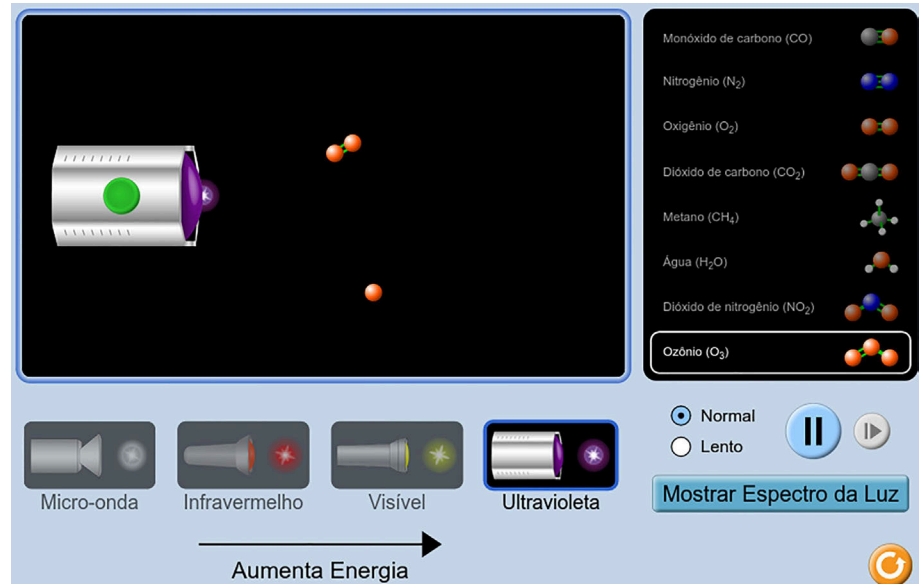 Monóxido de carbono (CO)
Nitrogênio (N₂)
Oxigênio (O₂)
Dióxido de carbono (CO₂)
Metano (CH₄)
Água (H₂O)
Dióxido de nitrogênio (NO₂)
Ozônio (O₃)
Normal
Lento
Mostrar Espectro da Luz
Micro-onda
Infravermelho
Visível
Ultravioleta
Aumenta Energia